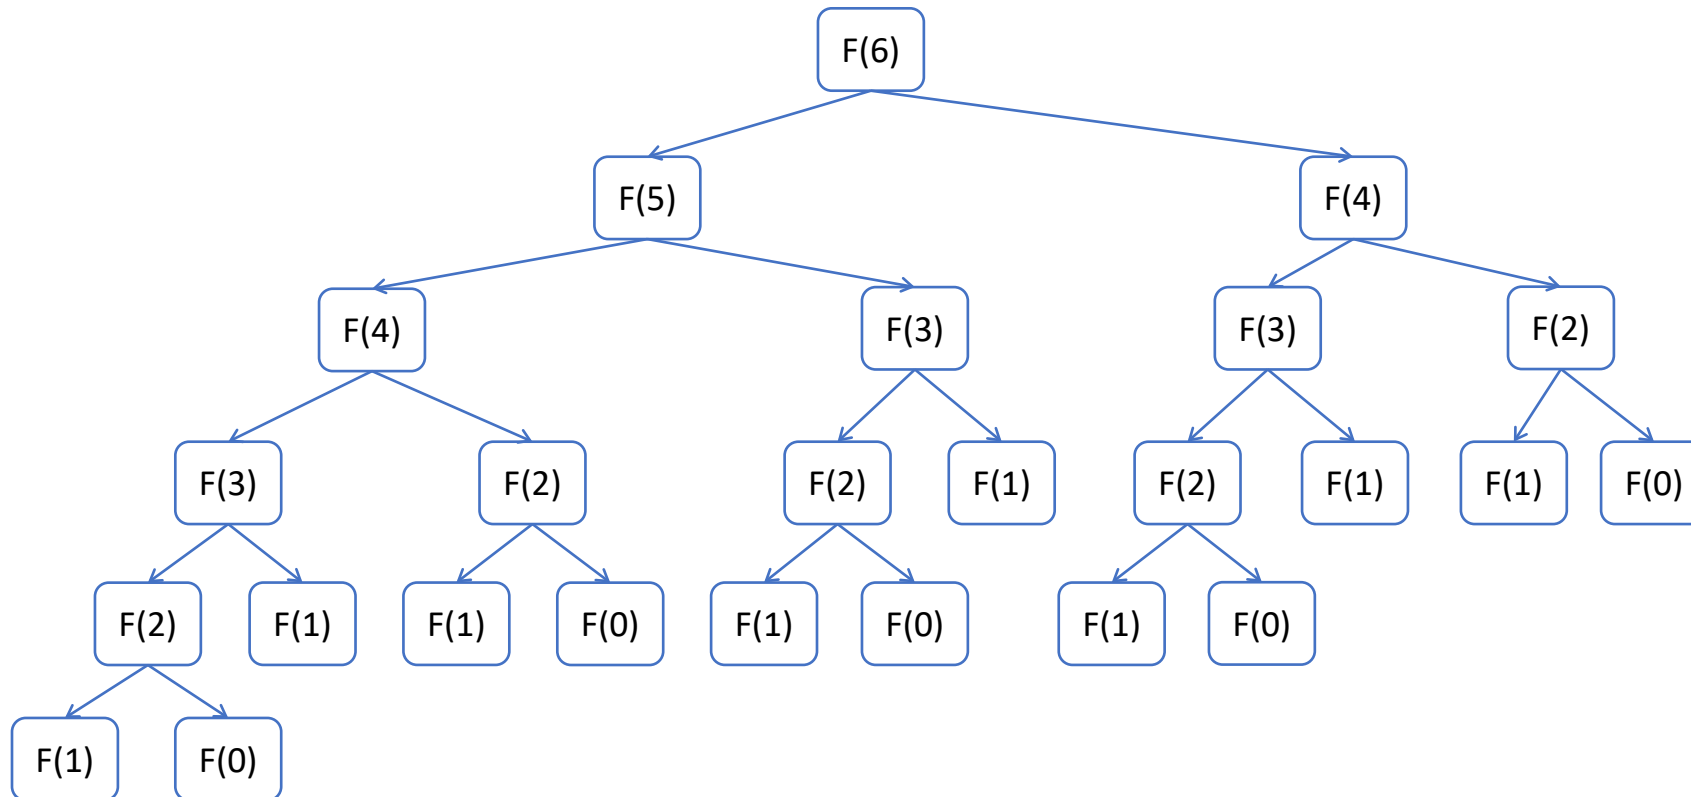 F(6)
F(5) F(4)
F(4) F(3) F(3) F(2)
F(3) F(2) F(2) F(1) F(2) F(1) F(1) F(0)
F(2) F(1) F(1) F(0) F(1) F(0) F(1) F(0)
F(1) F(0)